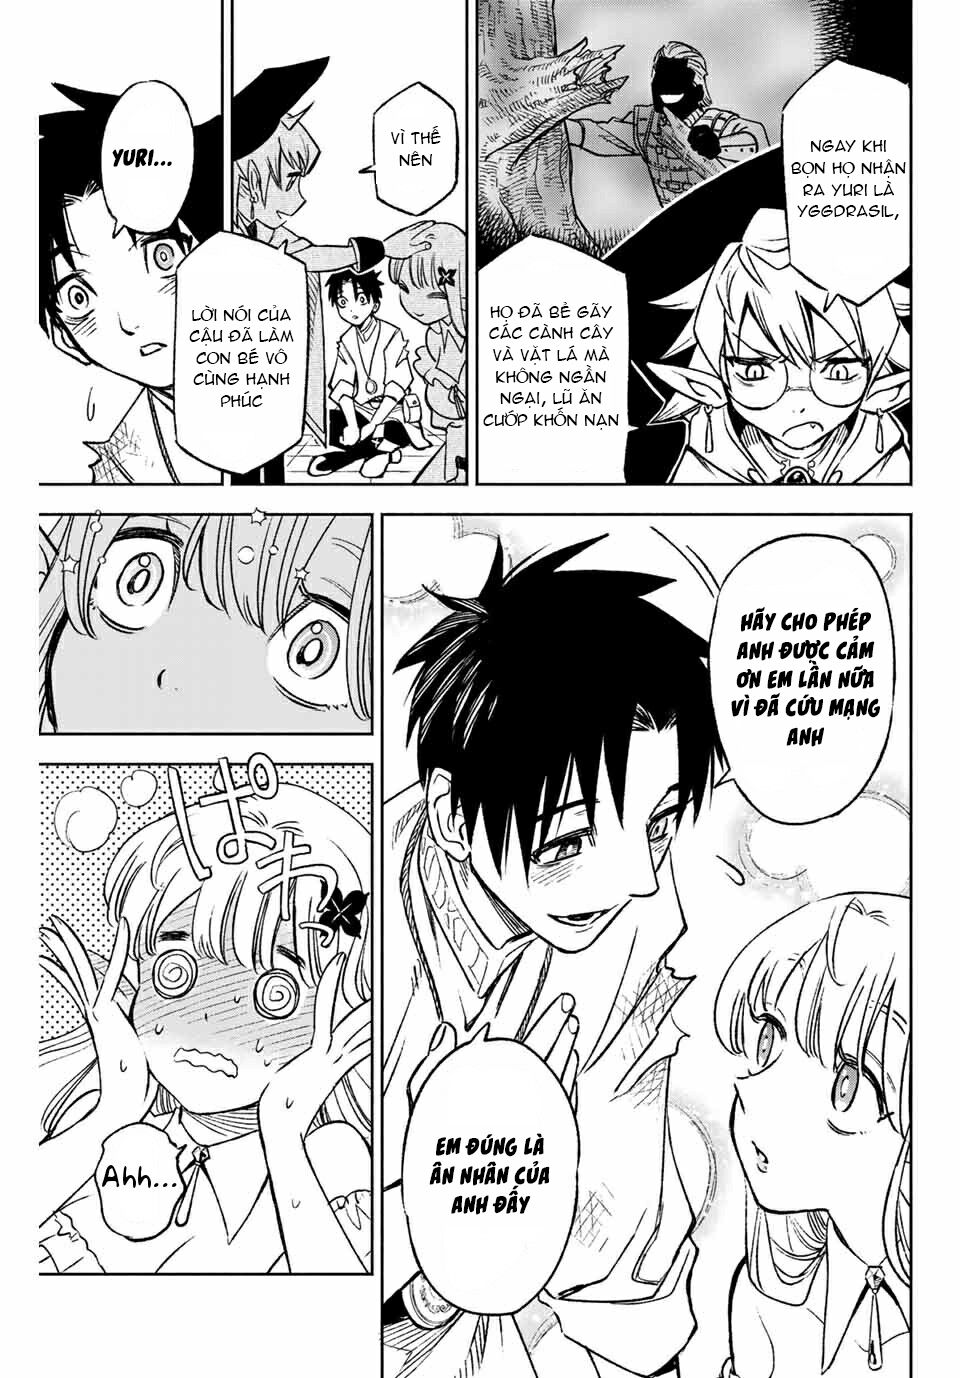 NGAY KHI
BỌN HỌ NHẬN
RA YURI LÀ
YGGDRASIL,
HỌ ĐÃ BẺ GÃY
CÁC CÀNH CÂY
VÀ VẶT LÁ MÀ
KHÔNG NGẦN
NGẠI, LŨ ĂN
CƯỚP KHỐN NẠN
VÌ THẾ
NÊN
LỜI NÓI CỦA
CẬU ĐÃ LÀM
CON BÉ VÔ
CÙNG HẠNH
PHÚC
YURI...
HÃY CHO PHÉP
ANH ĐƯỢC CẢM
ƠN EM LẦN NỮA
VÌ ĐÃ CỨU MẠNG
ANH
EM ĐÚNG LÀ
ÂN NHÂN CỦA
ANH ĐẤY
ぱ
キャっ
Ahh...